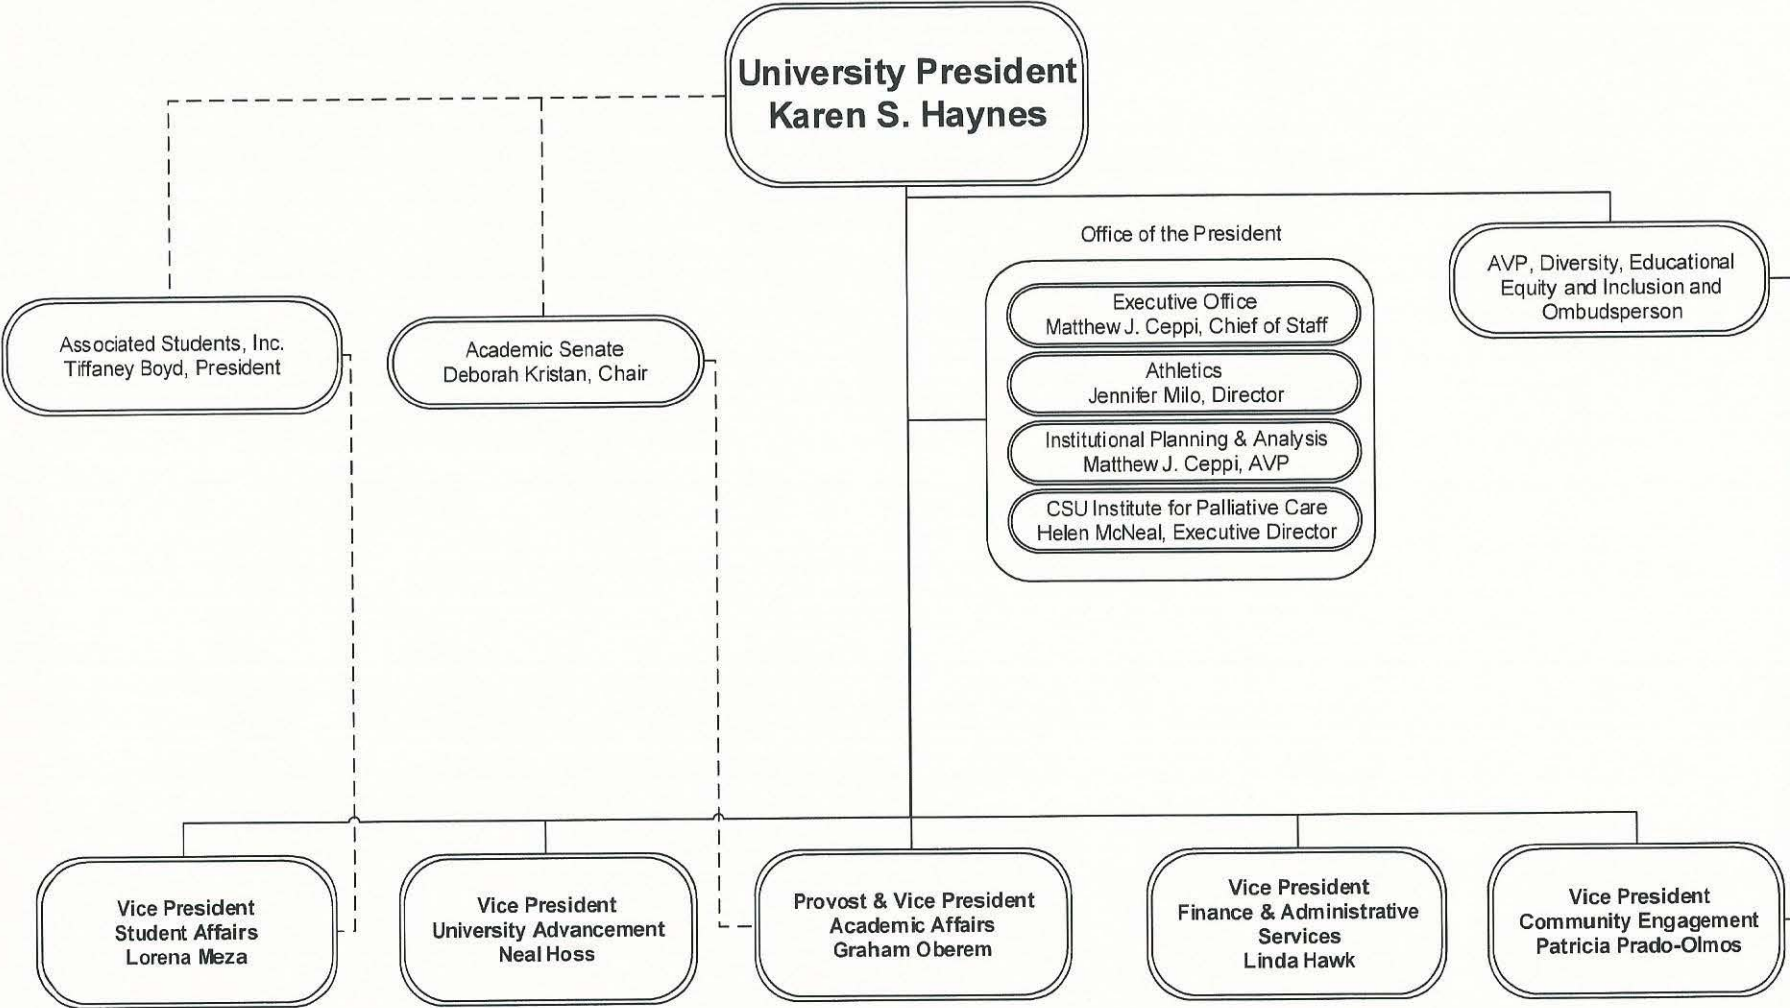 University President
Karen S. Haynes
Office of the President
AVP, Diversity, Educational
Equity and Inclusion and
Ombudsperson
Executive Office
Matthew J. Ceppi, Chief of Staff
Athletics
Jennifer Milo, Director
Institutional Planning & Analysis
Matthew J. Ceppi, AVP
CSU Institute for Palliative Care
Helen McNeal, Executive Director
Associated Students, Inc.
Tiffaney Boyd, President
Academic Senate
Deborah Kristan, Chair
Vice President
Student Affairs
Lorena Meza
Vice President
University Advancement
Neal Hoss
Provost & Vice President
Academic Affairs
Graham Oberem
Vice President
Finance & Administrative
Services
Linda Hawk
Vice President
Community Engagement
Patricia Prado-Olmos